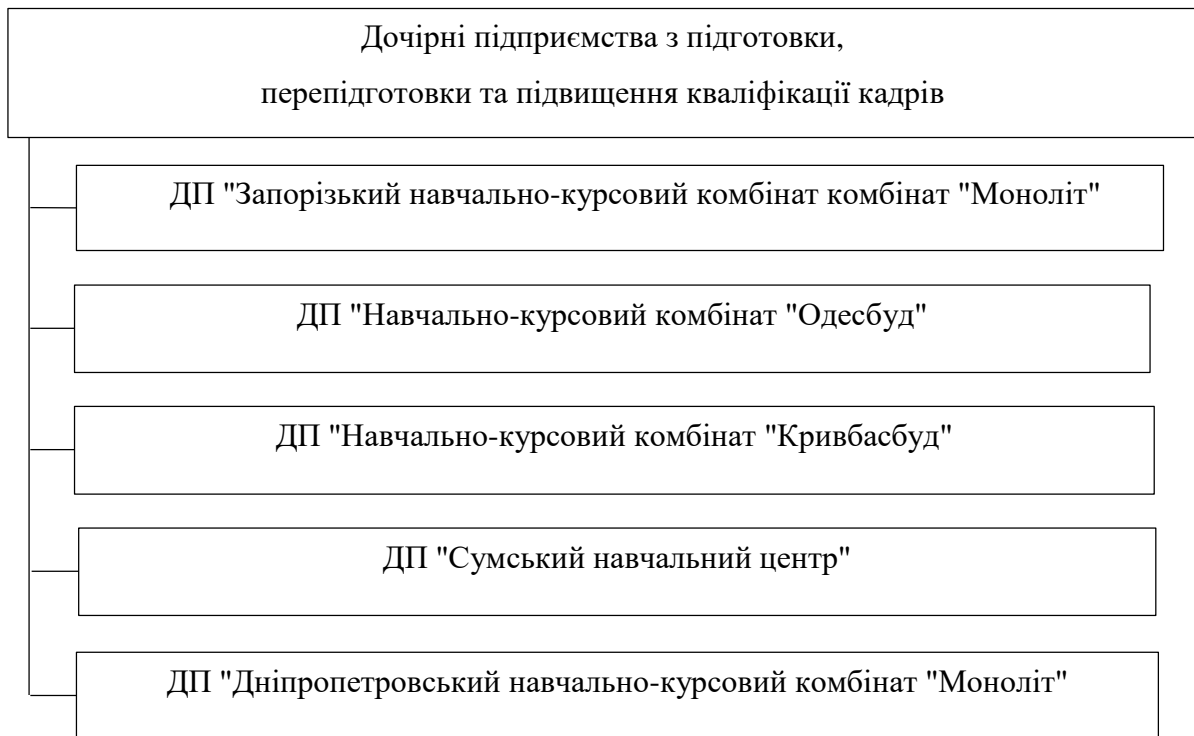 Дочірні підприємства з підготовки,
перепідготовки та підвищення кваліфікації кадрів
ДП "Запорізький навчально-курсовий комбінат комбінат "Моноліт"
ДП "Навчально-курсовий комбінат "Одесбуд"
ДП "Навчально-курсовий комбінат "Кривбасбуд"
ДП "Сумський навчальний центр"
ДП "Дніпропетровський навчально-курсовий комбінат "Моноліт"